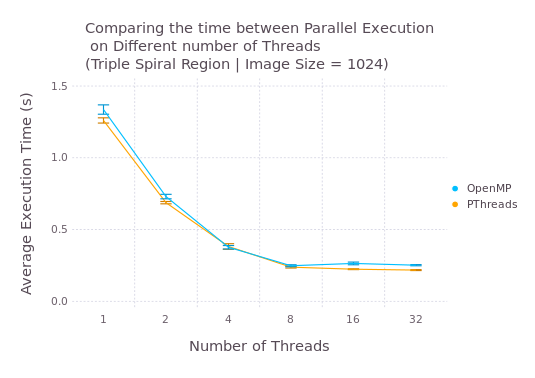 Comparing the time between Parallel Execution
on Different number of Threads
(Triple Spiral Region | Image Size = 1024)
Average Execution Time (s)
1.5
1.0
0.5
0.0
1 2 4 8 16 32
Number of Threads
OpenMP
PThreads